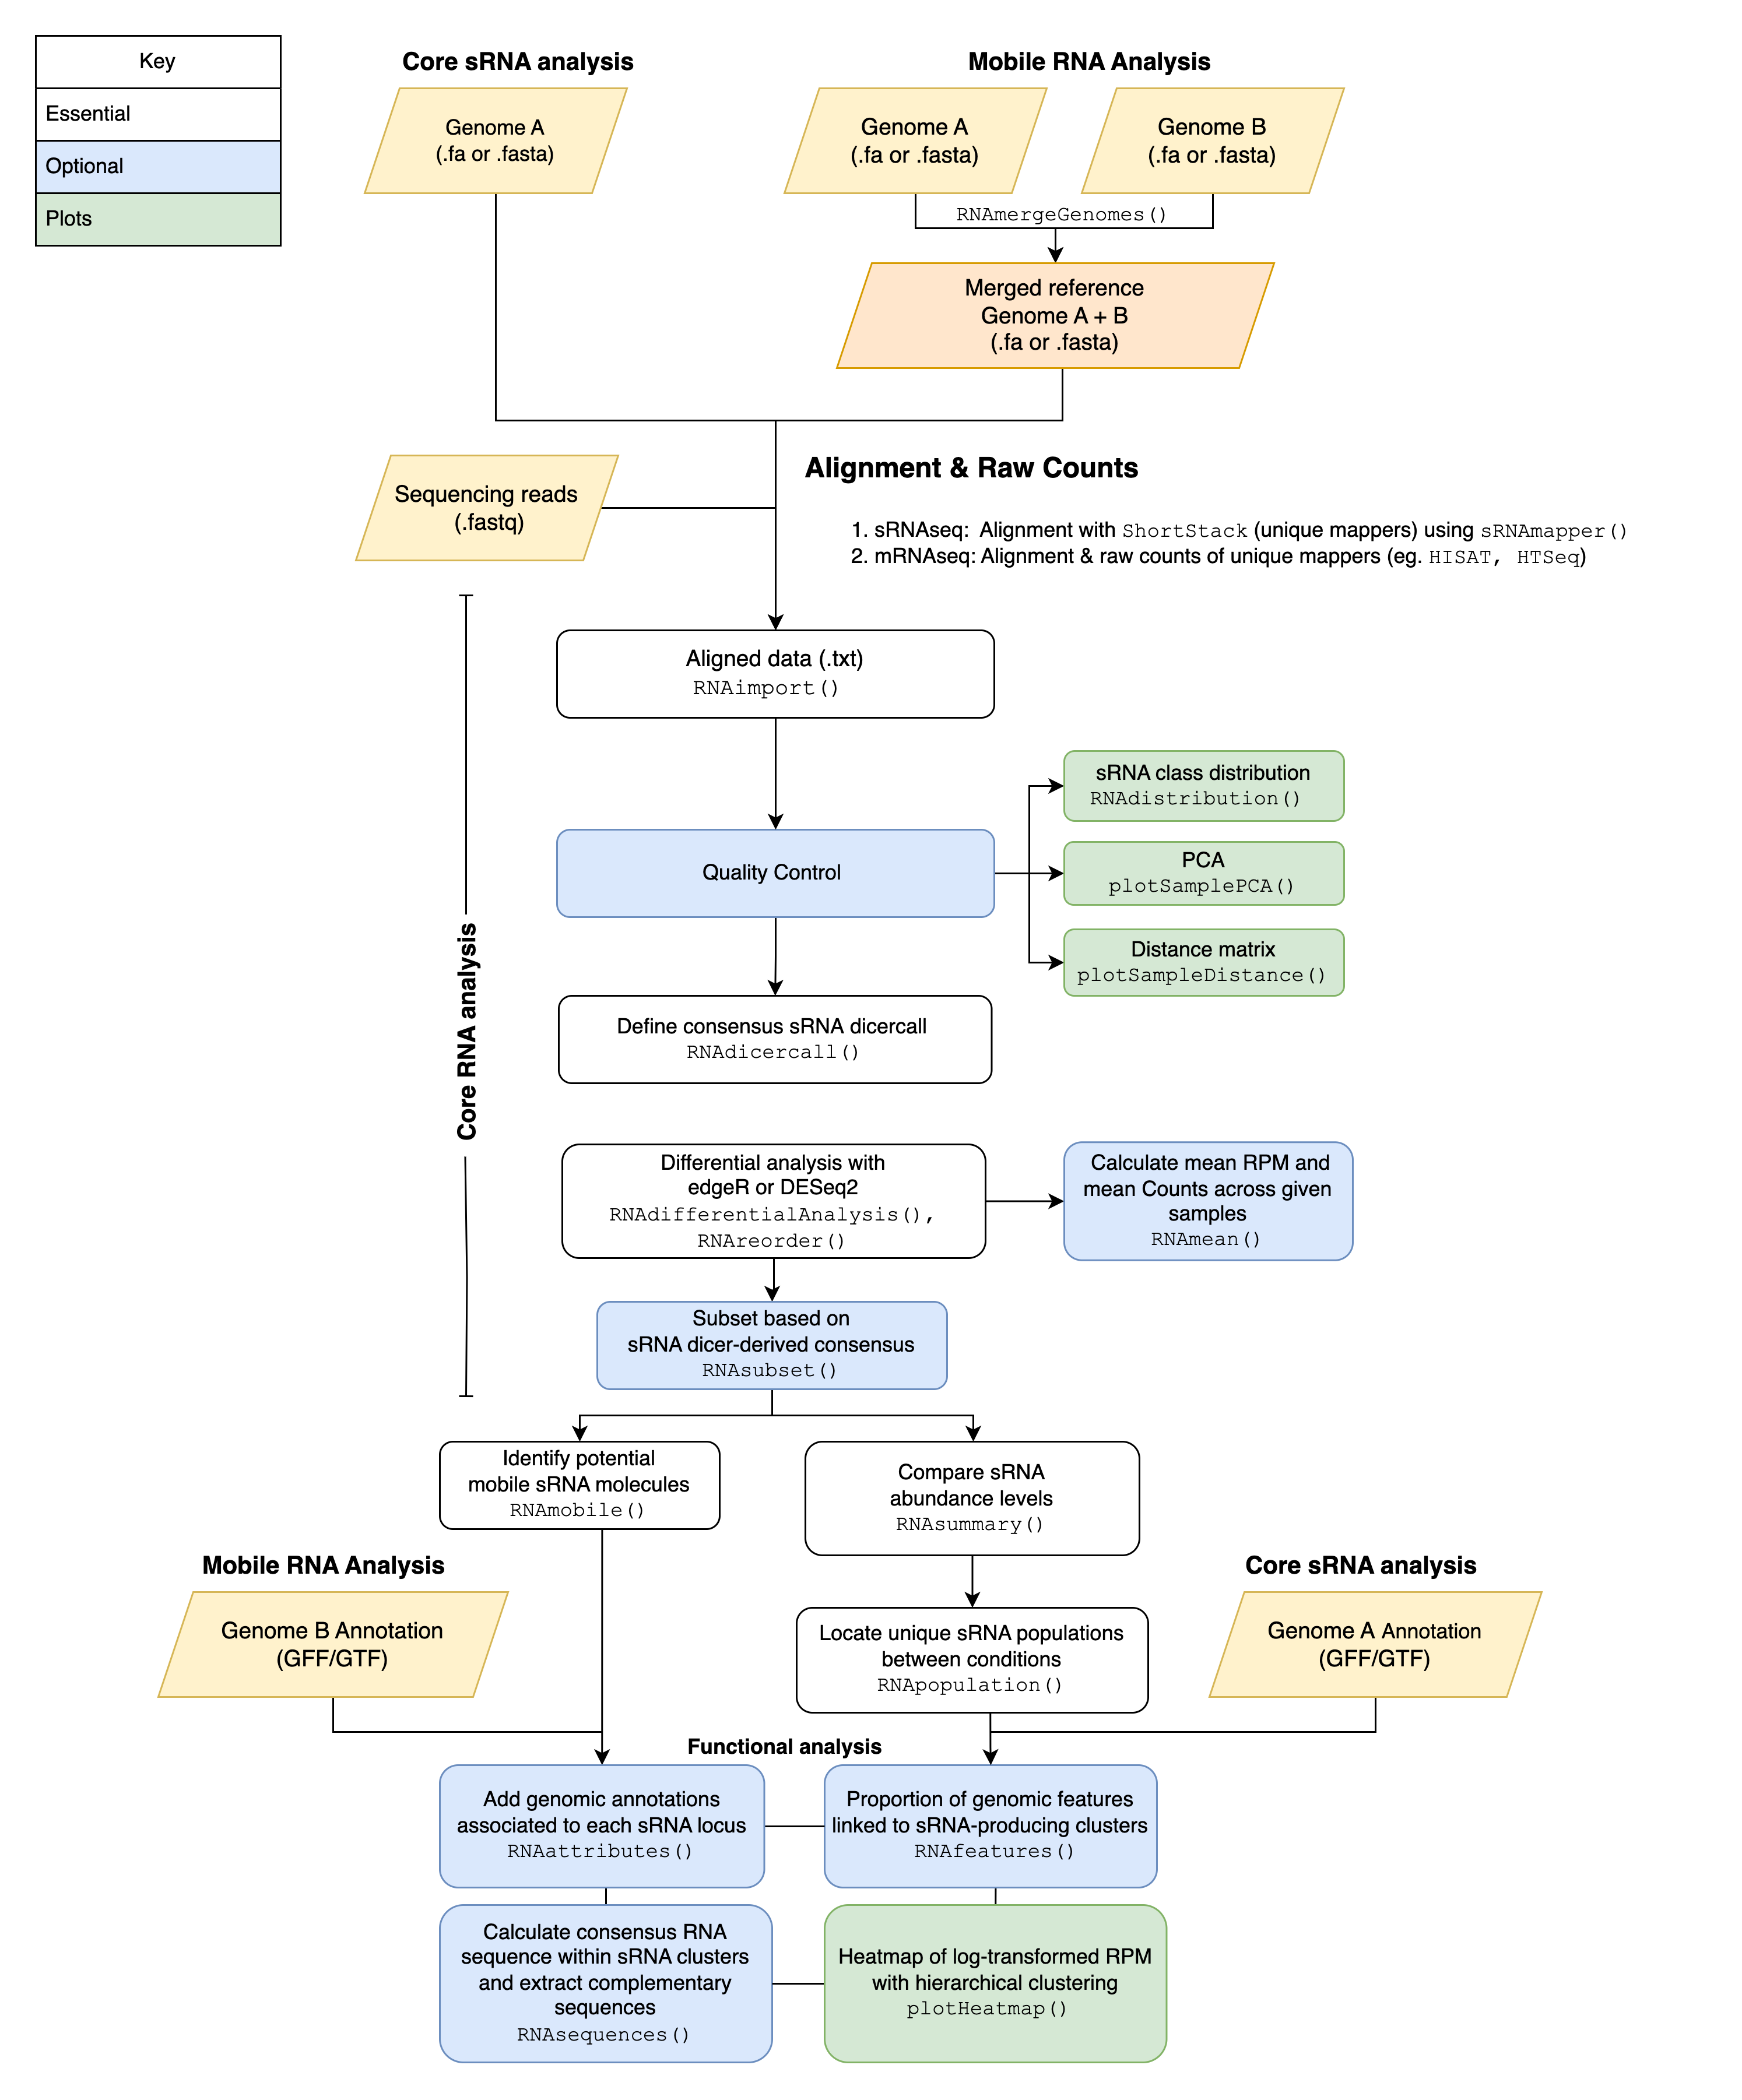 Key
Essential
Optional
Plots
Core sRNA analysis
Mobile RNA Analysis
Genome A
(.fa or .fasta)
Genome A
(.fa or .fasta)
Genome B
(.fa or .fasta)
RNAmergeGenomes()
Merged reference
Genome A + B
(.fa or .fasta)
Alignment & Raw Counts
Sequencing reads
(.fastq)
1. sRNAseq: Alignment with ShortStack (unique mappers) using sRNAmapper()
2. mRNAseq: Alignment & raw counts of unique mappers (eg. HISAT, HTSeq)
Core RNA analysis
Aligned data (.txt)
RNAimport()
Quality Control
sRNA class distribution
RNAdistribution()
PCA
plotSamplePCA()
Distance matrix
plotSampleDistance()
Define consensus sRNA dicercall
RNAdicercall()
Differential analysis with
edgeR or DESeq2
RNAdifferentialAnalysis(),
RNAreorder()
Calculate mean RPM and
mean Counts across given
samples
RNAmean()
Subset based on
sRNA dicer-derived consensus
RNAsubset()
Identify potential
mobile sRNA molecules
RNAmobile()
Compare sRNA
abundance levels
RNAsummary()
Mobile RNA Analysis
Genome B Annotation
(GFF/GTF)
Locate unique sRNA populations
between conditions
RNApopulation()
Core sRNA analysis
Genome A Annotation
(GFF/GTF)
Functional analysis
Add genomic annotations
associated to each sRNA locus
RNAattributes()
Proportion of genomic features
linked to sRNA-producing clusters
RNAfeatures()
Calculate consensus RNA
sequence within sRNA clusters
and extract complementary
sequences
RNAsequences()
Heatmap of log-transformed RPM
with hierarchical clustering
plotHeatmap()